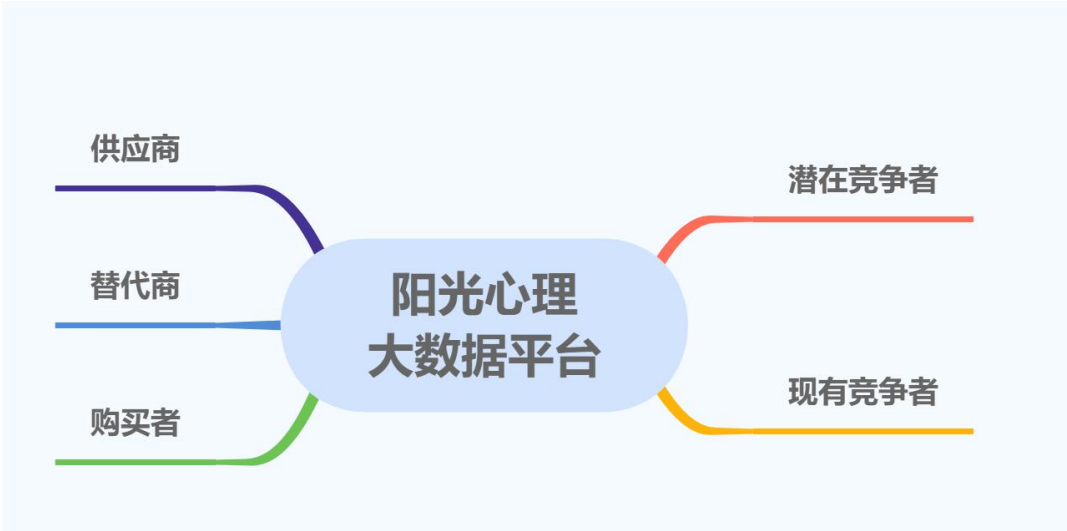 供应商
替代商
购买者
阳光心理
大数据平台
潜在竞争者
现有竞争者